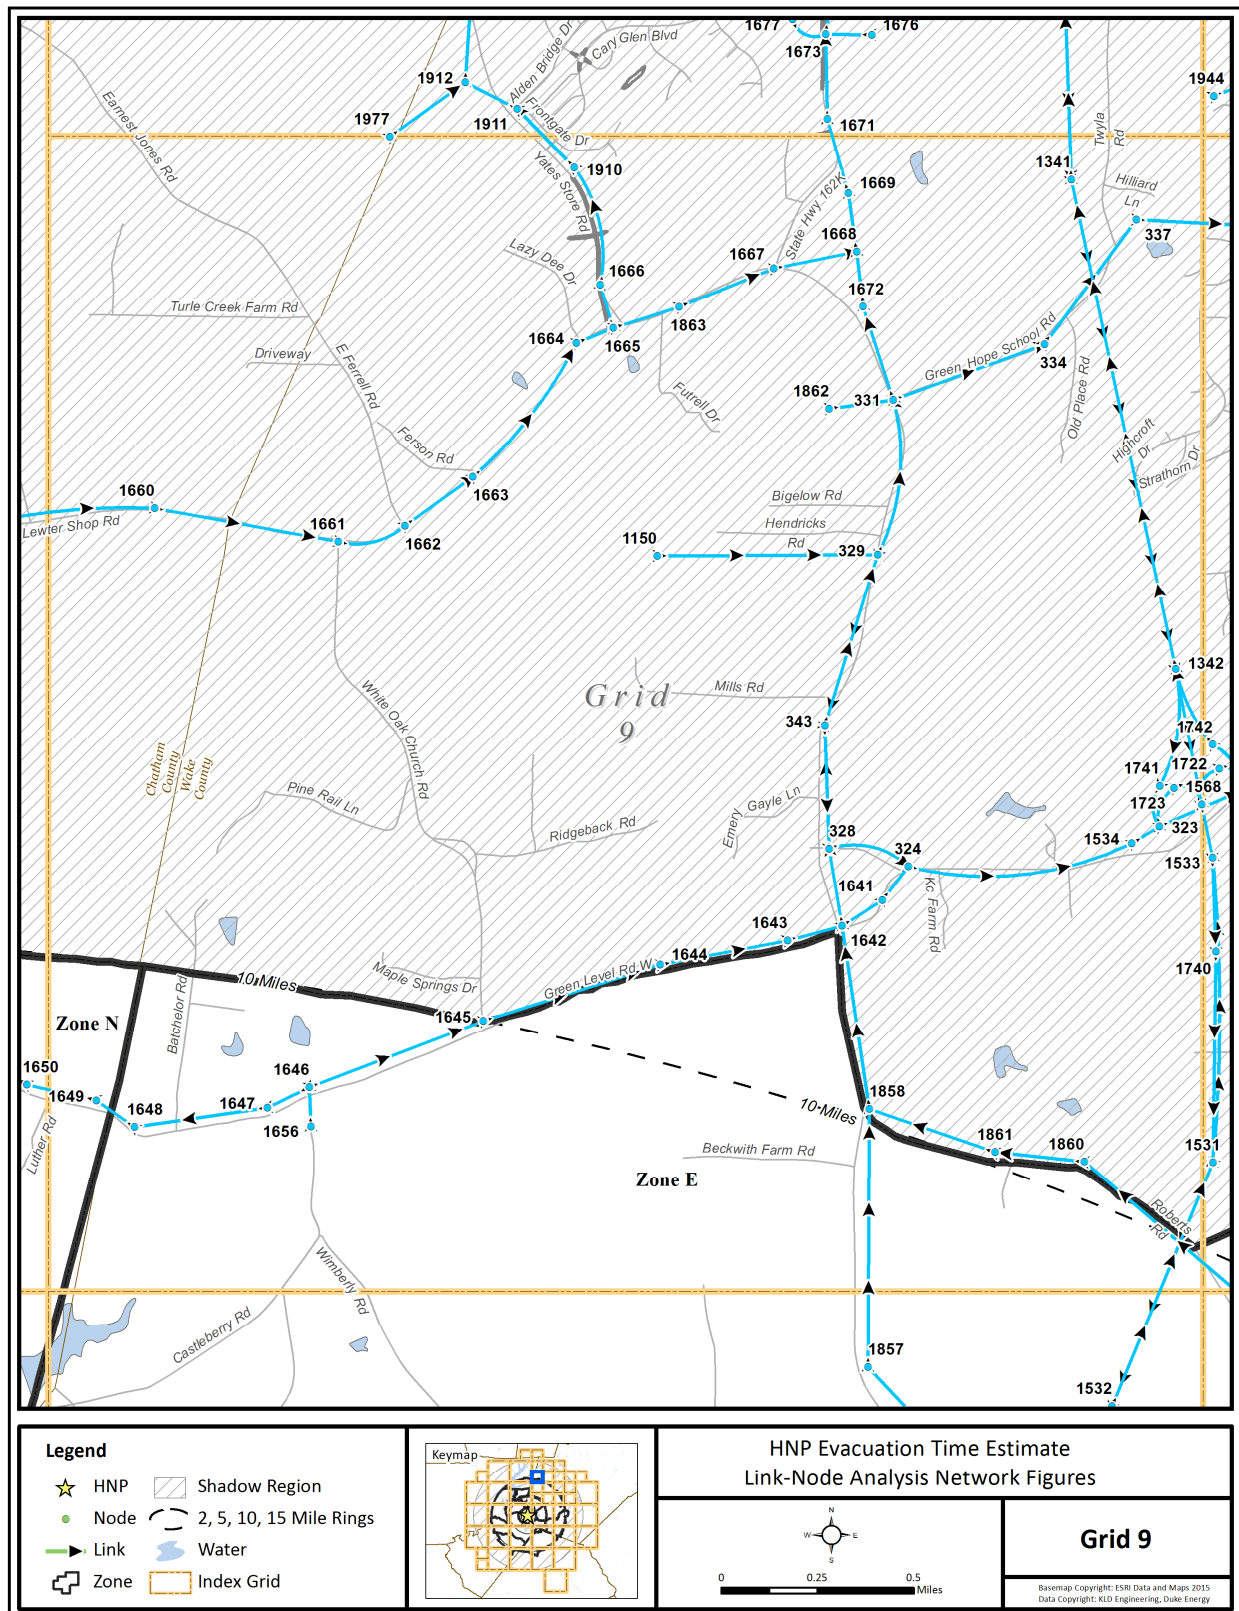 1677
1676
1673
Cary Glen Blvd
Alden Bridge Dr
1912
1944
1977
1911
Frontgate Dr
1671
Earnest Jones Rd
Twyla
Rd
Yates Store Rd
1910
1341
1669
State Hwy 162K
Hilliard
Ln
337
1668
Lazy Dee Dr
1667
1666
1672
Turle Creek Farm Rd
1863
1664
1665
Green Hope School Rd
334
Driveway
E Ferrell Rd
Old Place Rd
Futrell Dr
1862
331
Ferson Rd
Highcroft
Dr
Strathorn Dr
1660
1663
Bigelow Rd
Lewter Shop Rd
1661
1662
Hendricks
Rd
1150
329
1342
Grid
9
Mills Rd
White Oak Church Rd
343
1742
Chatham
County
Wake
County
1741
1722
1568
Pine Rail Ln
Gayle Ln
Emery
1723
323
Ridgeback Rd
328
324
1534
1533
1641
Kc Farm Rd
1643
1642
1644
1740
Green Level Rd W
Maple Springs Dr
10 Miles
Batchelor Rd
Zone N
1645
1650
1646
1649
1647
1648
1656
1858
10 Miles
Luther Rd
1861
1860
1531
Beckwith Farm Rd
Zone E
Roberts
Rd
Wimberly Rd
Castleberry Rd
1857
1532
Legend
HNP
Shadow Region
Node
2, 5, 10, 15 Mile Rings
Link
Water
Zone
Index Grid
Keymap
HNP Evacuation Time Estimate
Link-Node Analysis Network Figures
N
W
E
S
0
0.25
0.5
Miles
Grid 9
Basemap Copyright: ESRI Data and Maps 2015
Data Copyright: KLD Engineering, Duke Energy